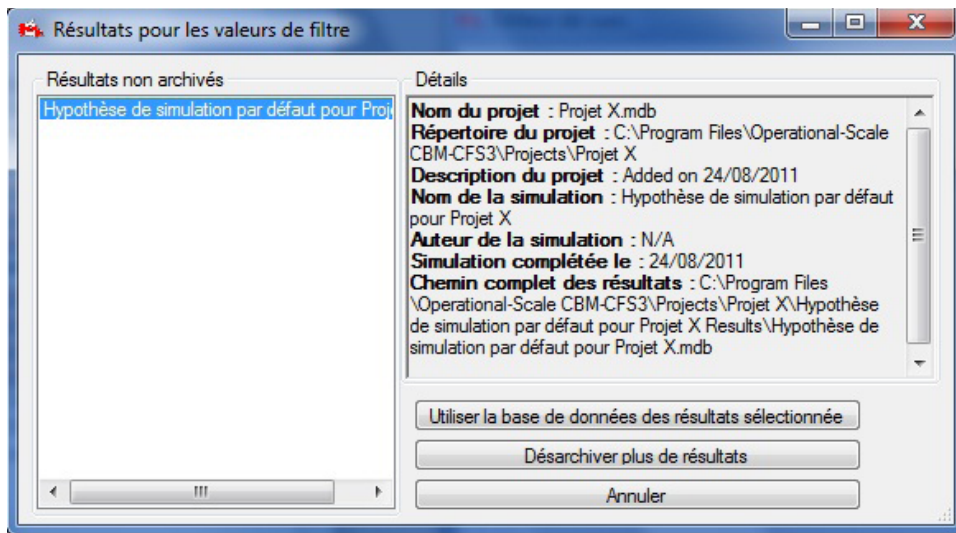 Résultats pour les valeurs de filtre
Résultats non archivés
Hypothèse de simulation par défaut pour Proje
Détails
Nom du projet : Projet X.mdb
Répertoire du projet : C:\Program Files\Operational-Scale
CBM-CFS3\Projects\Projet X
Description du projet : Added on 24/08/2011
Nom de la simulation : Hypothèse de simulation par défaut
pour Projet X
Auteur de la simulation : N/A
Simulation complétée le : 24/08/2011
Chemin complet des résultats : C:\Program Files
\Operational-Scale CBM-CFS3\Projects\Projet X\Hypothèse
de simulation par défaut pour Projet X Results\Hypothèse de
simulation par défaut pour Projet X.mdb
Utiliser la base de données des résultats sélectionnée
Désarchiver plus de résultats
Annuler